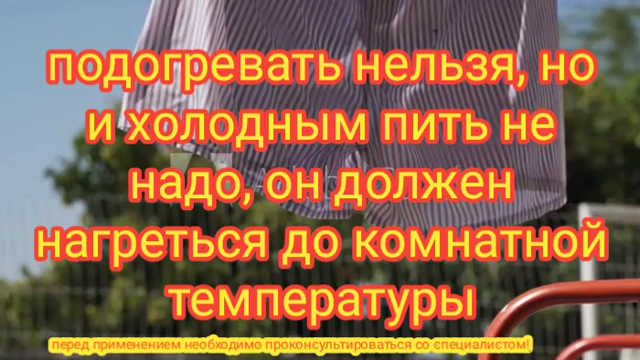 подогревать нельзя, но
и холодным пить не
надо, он должен
нагреться до комнатной
температуры
перед применением необходимо проконсультироваться со специалистом!